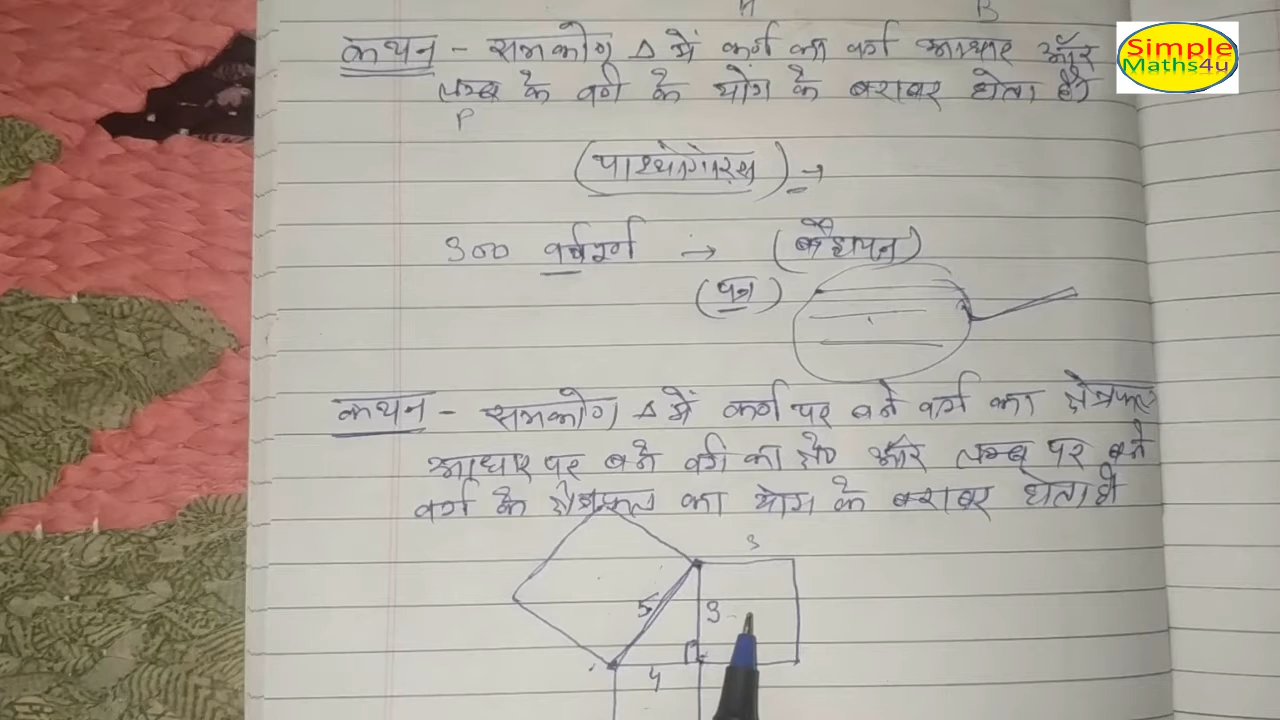 H B
Simple
Maths4u
कथन - समकोण Δ में कर्ण का वर्ग आधार और
लम्ब के वर्ग के योग के बराबर होता है।
P
(पाइथागोरस) →
300 वर्षपूर्व → (बौधायन)
कथन - समकोण Δ में कर्ण पर बने वर्ग का क्षेत्रफल
आधार पर बने वर्ग का क्षे० और लम्ब पर बने
वर्ग के क्षेत्रफल का योग के बराबर होता है
3
5 3
4